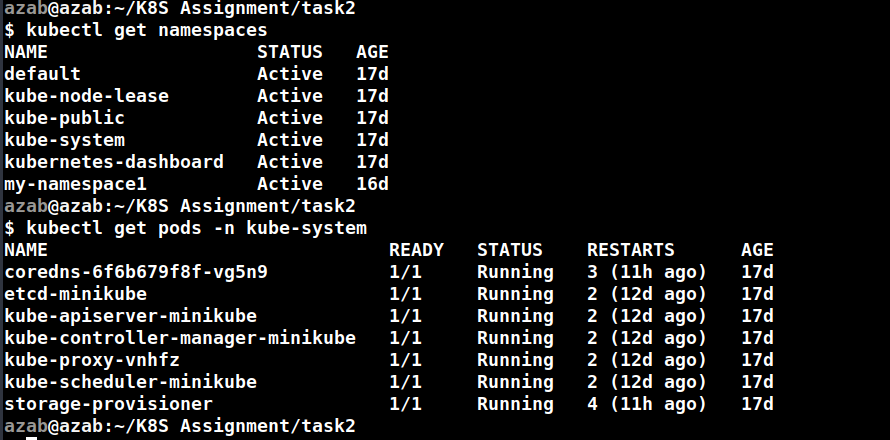 azab@azab:~/K8S Assignment/task2
$ kubectl get namespaces
NAME                   STATUS   AGE
default                Active   17d
kube-node-lease        Active   17d
kube-public            Active   17d
kube-system            Active   17d
kubernetes-dashboard   Active   17d
my-namespace1          Active   16d
azab@azab:~/K8S Assignment/task2
$ kubectl get pods -n kube-system
NAME                               READY   STATUS    RESTARTS      AGE
coredns-6f6b679f8f-vg5n9           1/1     Running   3 (11h ago)   17d
etcd-minikube                      1/1     Running   2 (12d ago)   17d
kube-apiserver-minikube            1/1     Running   2 (12d ago)   17d
kube-controller-manager-minikube   1/1     Running   2 (12d ago)   17d
kube-proxy-vnhfz                   1/1     Running   2 (12d ago)   17d
kube-scheduler-minikube            1/1     Running   2 (12d ago)   17d
storage-provisioner                1/1     Running   4 (11h ago)   17d
azab@azab:~/K8S Assignment/task2